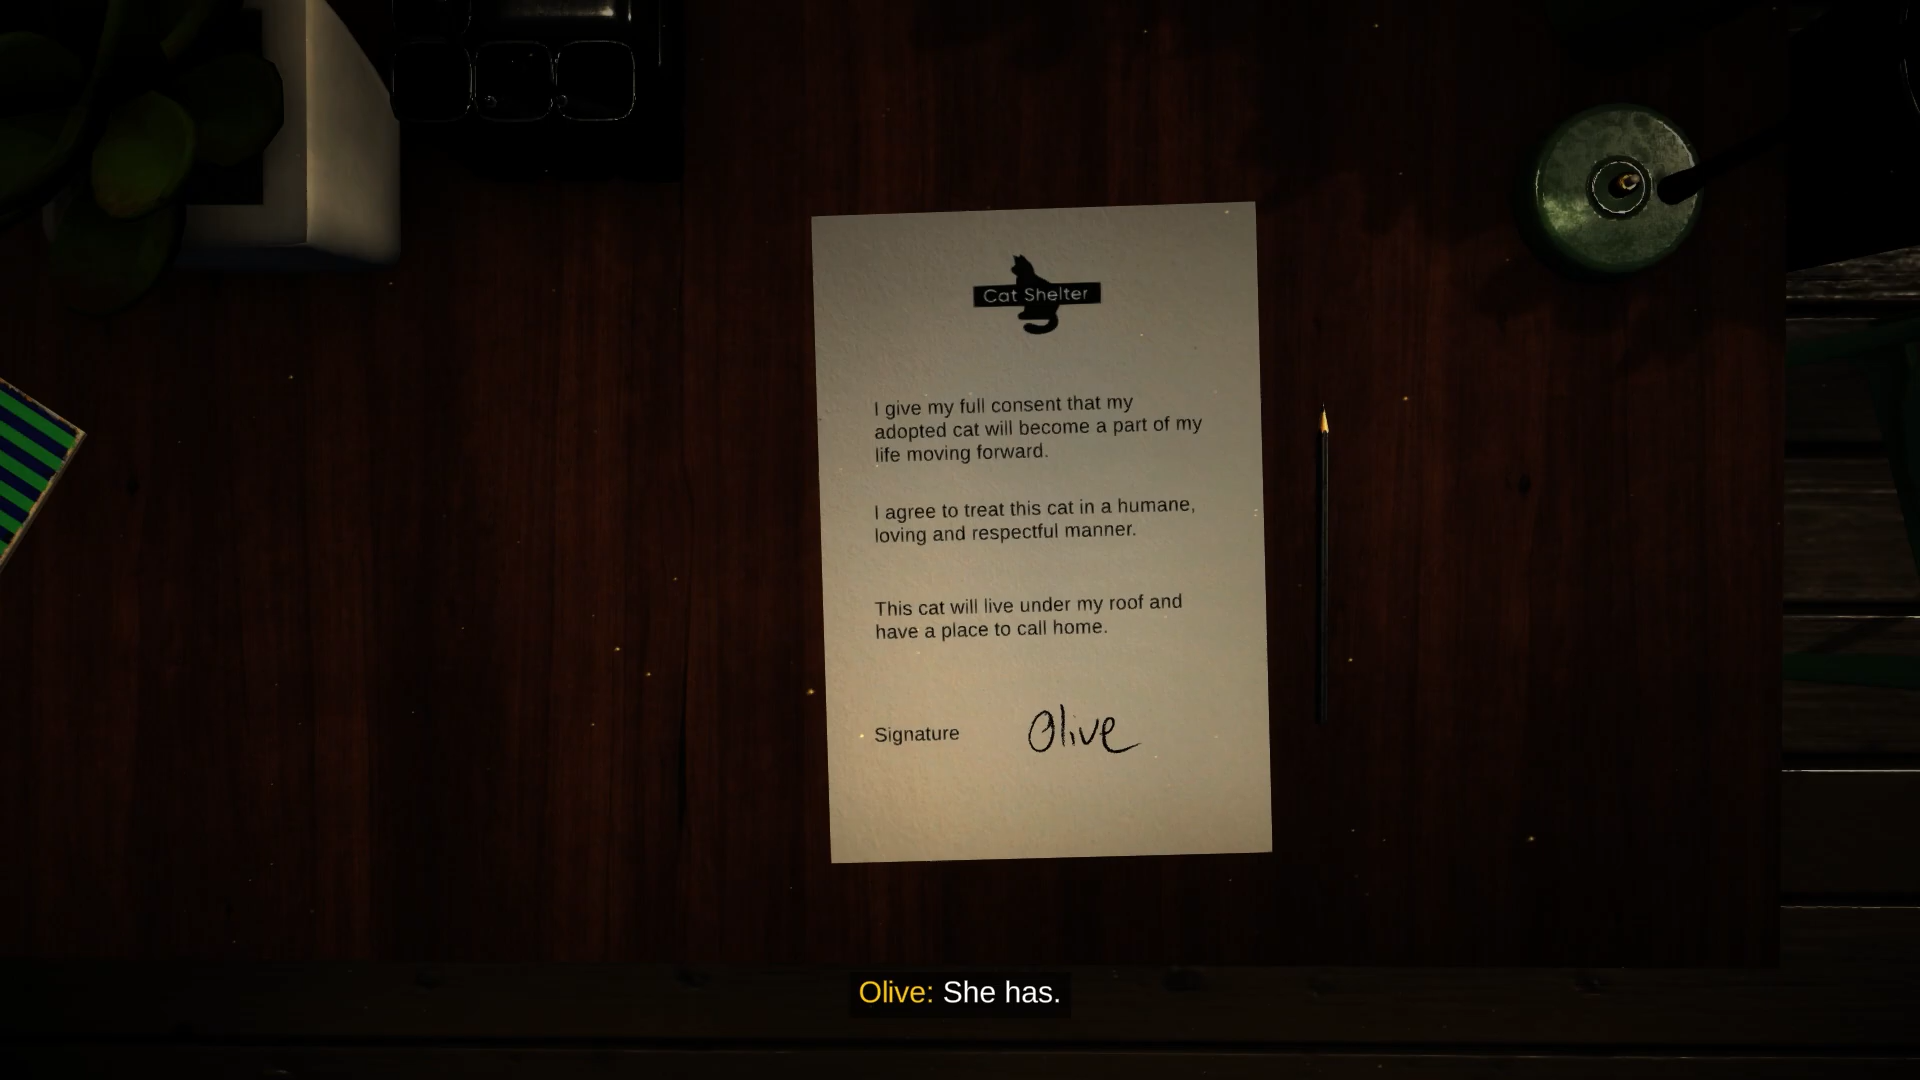 Cat Shelter
I give my full consent that my
adopted cat will become a part of my
life moving forward.
I agree to treat this cat in a humane,
loving and respectful manner.
This cat will live under my roof and
have a place to call home.
Signature Olive
Olive: She has.